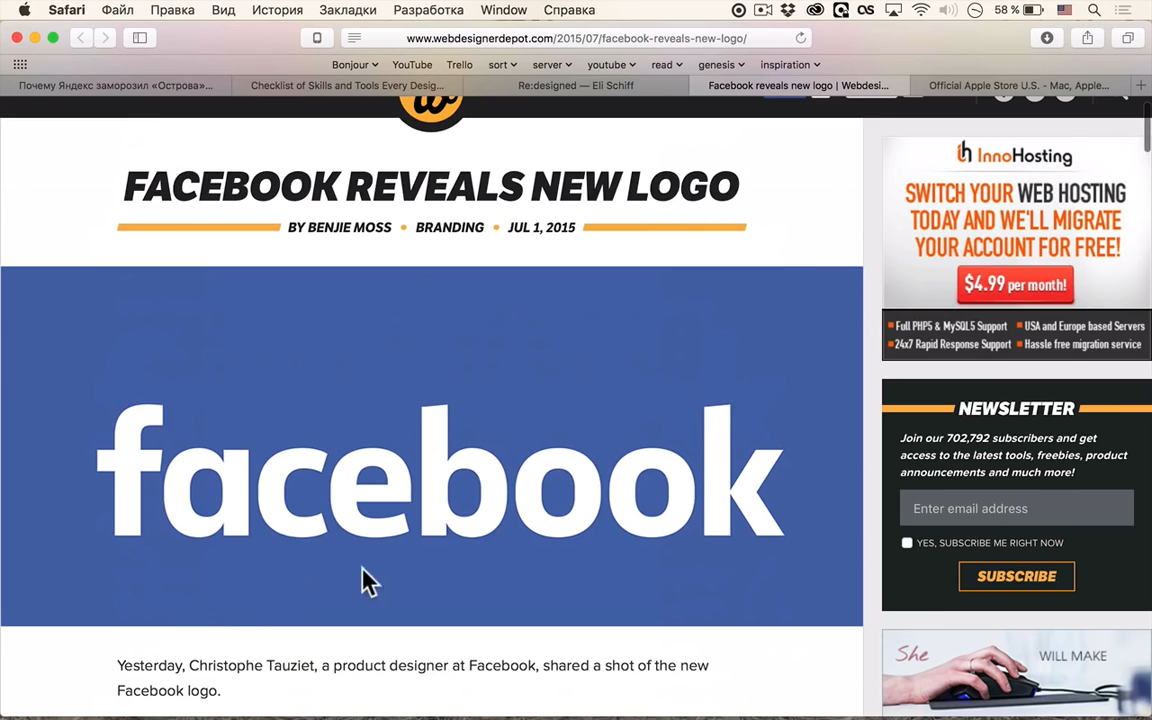 Safari Файл Правка Вид История Закладки Разработка Window Справка 58 %
www.webdesignerdepot.com/2015/07/facebook-reveals-new-logo/
Bonjour YouTube Trello sort server youtube read genesis inspiration
Почему Яндекс заморозил «Острова»... Checklist of Skills and Tools Every Desig... Re:designed — Eli Schiff Facebook reveals new logo | Webdesi... Official Apple Store U.S. - Mac, Apple...
FACEBOOK REVEALS NEW LOGO
BY BENJIE MOSS • BRANDING • JUL 1, 2015
facebook
Yesterday, Christophe Tauziet, a product designer at Facebook, shared a shot of the new
Facebook logo.
InnoHosting
SWITCH YOUR WEB HOSTING
TODAY AND WE'LL MIGRATE
YOUR ACCOUNT FOR FREE!
$4.99 per month!
Full PHP5 & MySQL5 Support USA and Europe based Servers
24x7 Rapid Response Support Hassle free migration service
NEWSLETTER
Join our 702,792 subscribers and get
access to the latest tools, freebies, product
announcements and much more!
Enter email address
YES, SUBSCRIBE ME RIGHT NOW
SUBSCRIBE
She WILL MAKE